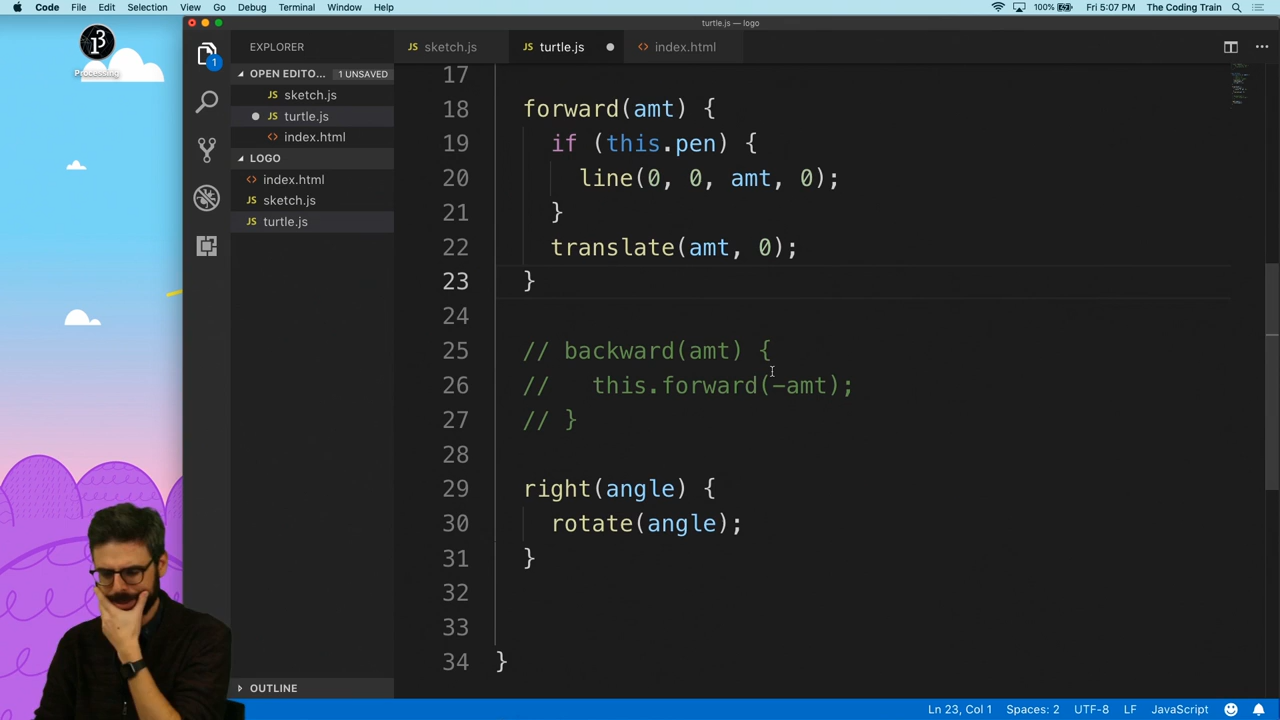 Code File Edit Selection View Go Debug Terminal Window Help 100% Fri 5:07 PM The Coding Train
turtle.js — logo
Processing
EXPLORER
sketch.js turtle.js index.html
OPEN EDITO... 1 UNSAVED
JS sketch.js
JS turtle.js
<> index.html
LOGO
<> index.html
JS sketch.js
JS turtle.js
1
17
18 forward(amt) {
19 if (this.pen) {
20 line(0, 0, amt, 0);
21 }
22 translate(amt, 0);
23 }
24
25 // backward(amt) {
26 // this.forward(-amt);
27 // }
28
29 right(angle) {
30 rotate(angle);
31 }
32
33
34 }
OUTLINE
Ln 23, Col 1 Spaces: 2 UTF-8 LF JavaScript